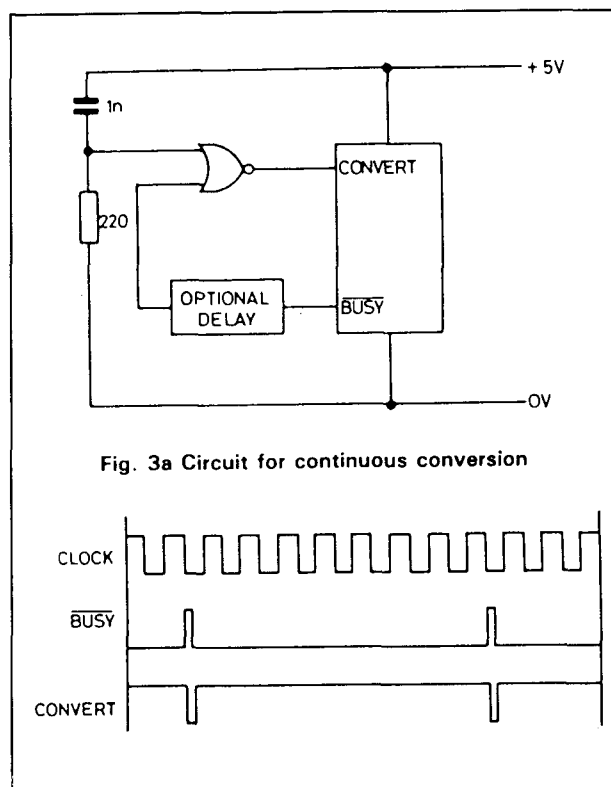 + 5V
1n
CONVERT
220
OPTIONAL
DELAY
BUSY
0V
Fig. 3a Circuit for continuous conversion
CLOCK
BUSY
CONVERT